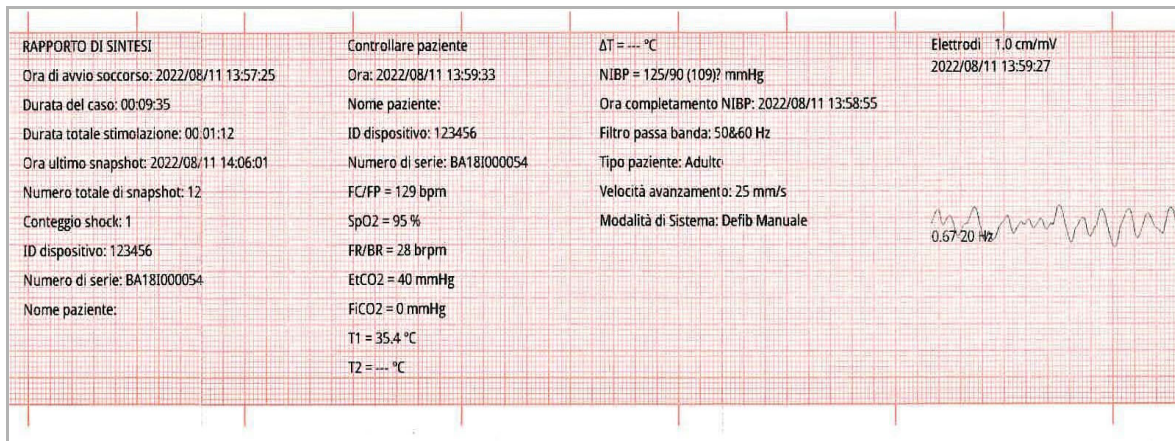 RAPPORTO DI SINTESI
Ora di avvio soccorso: 2022/08/11 13:57:25
Durata del caso: 00:09:35
Durata totale stimolazione: 00:01:12
Ora ultimo snapshot: 2022/08/11 14:06:01
Numero totale di snapshot: 12
Conteggio shock: 1
ID dispositivo: 123456
Numero di serie: BA18I000054
Nome paziente:
Controllare paziente
Ora: 2022/08/11 13:59:33
Nome paziente:
ID dispositivo: 123456
Numero di serie: BA18I000054
FC/FP = 129 bpm
SpO2 = 95 %
FR/BR = 28 brpm
EtCO2 = 40 mmHg
FiCO2 = 0 mmHg
T1 = 35.4 °C
T2 = --- °C
ΔT = --- °C
NIBP = 125/90 (109)? mmHg
Ora completamento NIBP: 2022/08/11 13:58:55
Filtro passa banda: 50&60 Hz
Tipo paziente: Adulto
Velocità avanzamento: 25 mm/s
Modalità di Sistema: Defib Manuale
Elettrodi 1.0 cm/mV
2022/08/11 13:59:27
0.67-20 Hz